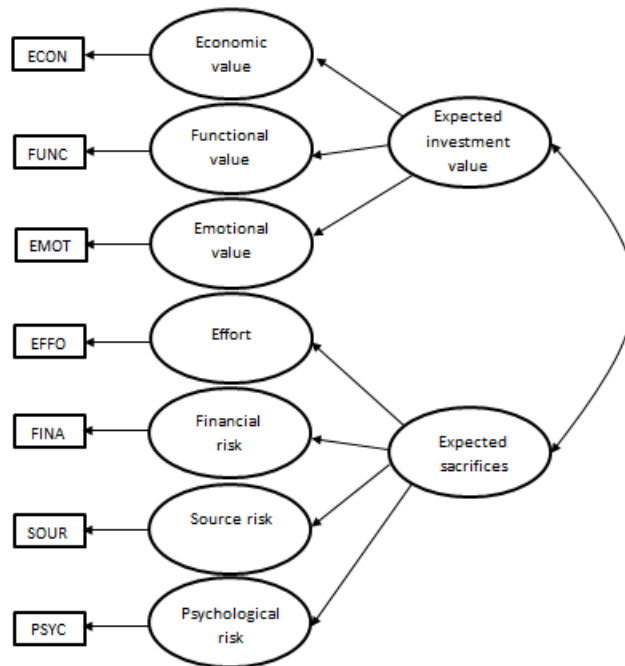 ECON
Economic
value
Expected
investment
value
FUNC
Functional
value
EMOT
Emotional
value
EFFO
Effort
FINA
Financial
risk
Expected
sacrifices
SOUR
Source risk
PSYC
Psychological
risk